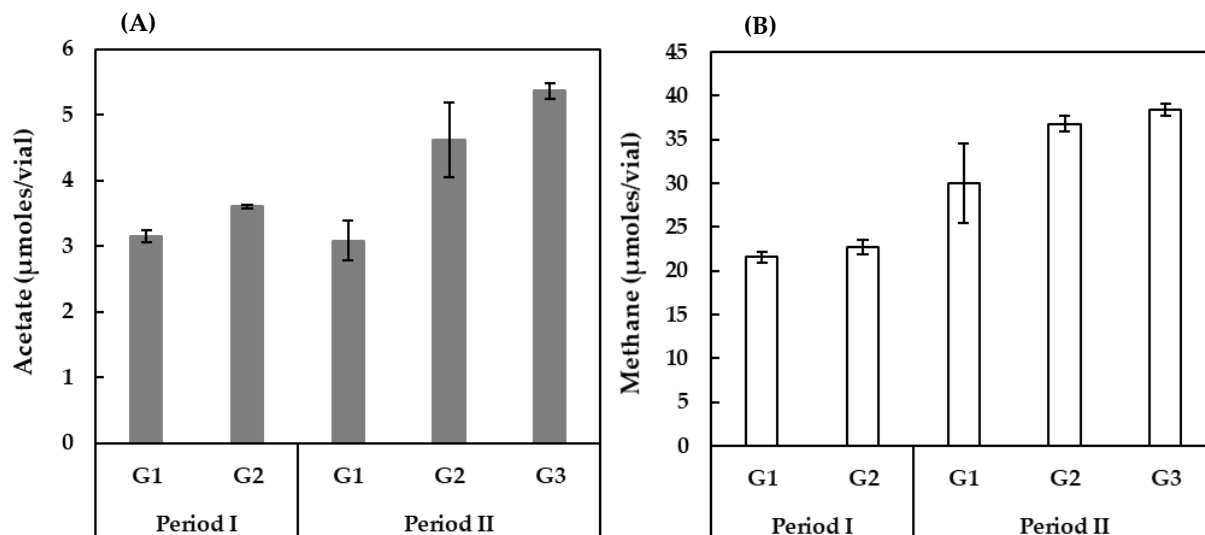 (A)
Acetate (µmoles/vial)
6
5
4
3
2
1
0
G1 G2 G1 G2 G3
Period I Period II
(B)
Methane (µmoles/vial)
45
40
35
30
25
20
15
10
5
0
G1 G2 G1 G2 G3
Period I Period II